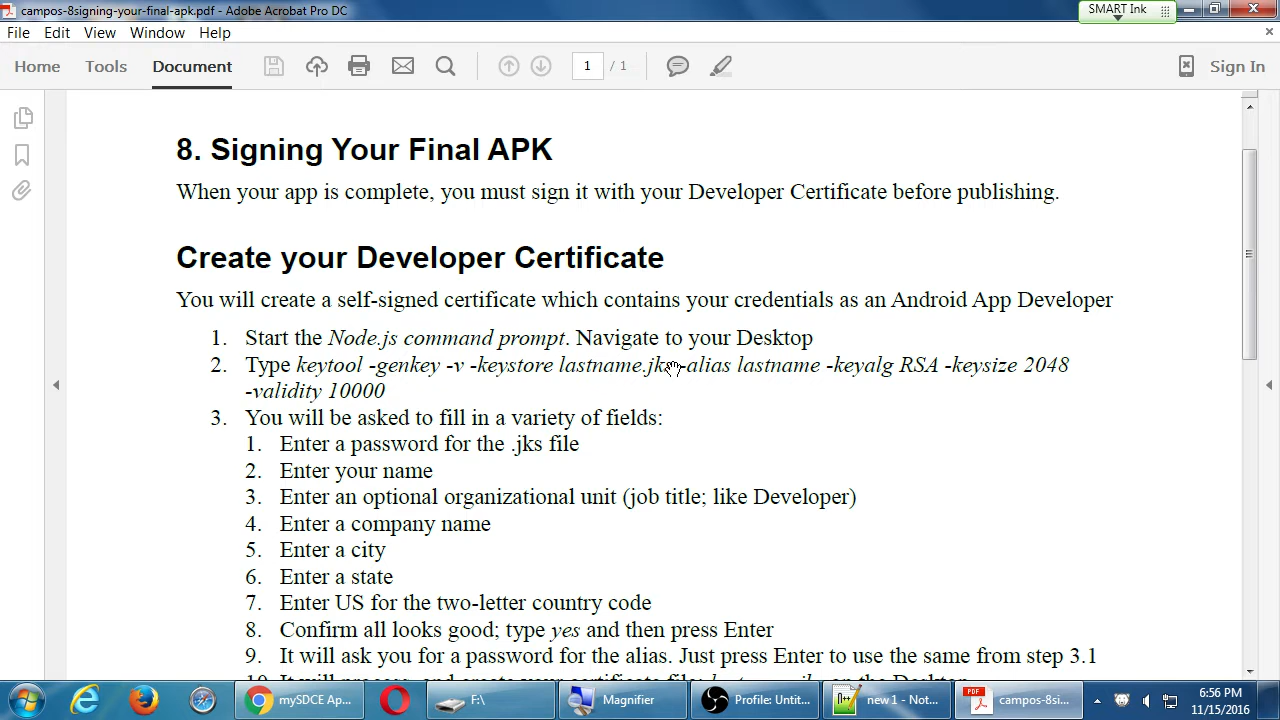 campos-8signing-your-final-apk.pdf - Adobe Acrobat Pro DC
SMART Ink
File Edit View Window Help
Home Tools Document 1 / 1 Sign In
8. Signing Your Final APK
When your app is complete, you must sign it with your Developer Certificate before publishing.
Create your Developer Certificate
You will create a self-signed certificate which contains your credentials as an Android App Developer
1. Start the Node.js command prompt. Navigate to your Desktop
2. Type keytool -genkey -v -keystore lastname.jks -alias lastname -keyalg RSA -keysize 2048
-validity 10000
3. You will be asked to fill in a variety of fields:
1. Enter a password for the .jks file
2. Enter your name
3. Enter an optional organizational unit (job title; like Developer)
4. Enter a company name
5. Enter a city
6. Enter a state
7. Enter US for the two-letter country code
8. Confirm all looks good; type yes and then press Enter
9. It will ask you for a password for the alias. Just press Enter to use the same from step 3.1
mySDCE Ap... F:\ Magnifier Profile: Untit... new 1 - Not... campos-8si...
6:56 PM
11/15/2016